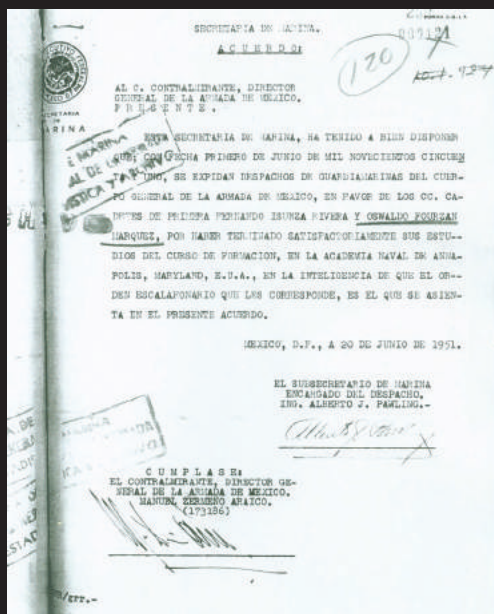 SECRETARIA DE MARINA.
A C U E R D O :
120
AL C. CONTRALMIRANTE, DIRECTOR
GENERAL DE LA ARMADA DE MEXICO.
P R E S E N T E .
MARINA
ESTA SECRETARIA DE MARINA, HA TENIDO A BIEN DISPONER
QUE, CON FECHA PRIMERO DE JUNIO DE MIL NOVECIENTOS CINCUEN
TA Y UNO, SE EXPIDAN DESPACHOS DE GUARDIAMARINAS DEL CUER-
PO GENERAL DE LA ARMADA DE MEXICO, EN FAVOR DE LOS CC. CA-
DETES DE PRIMERA FERNANDO ISUNZA RIVERA Y OSWALDO FOURZAN
MARQUEZ, POR HABER TERMINADO SATISFACTORIAMENTE SUS ESTU--
DIOS DEL CURSO DE FORMACION, EN LA ACADEMIA NAVAL DE ANNA-
POLIS, MARYLAND, E.U.A., EN LA INTELIGENCIA DE QUE EL OR-
DEN ESCALAFONARIO QUE LES CORRESPONDE, ES EL QUE SE ASIEN-
TA EN EL PRESENTE ACUERDO.
MEXICO, D.F., A 20 DE JUNIO DE 1951.
EL SUBSECRETARIO DE MARINA
ENCARGADO DEL DESPACHO.
ING. ALBERTO J. PAWLING.-
C U M P L A S E :
EL CONTRALMIRANTE, DIRECTOR GE-
NERAL DE LA ARMADA DE MEXICO.
MANUEL ZERMEÑO ARAICO.
(173186)